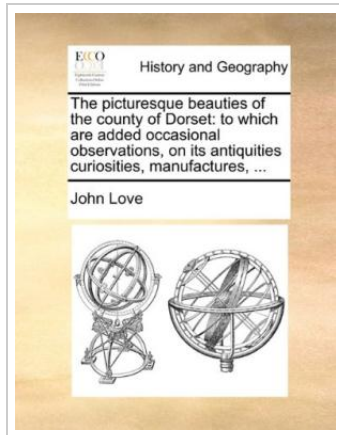 ECCO
History and Geography
The picturesque beauties of
the county of Dorset: to which
are added occasional
observations, on its antiquities
curiosities, manufactures, ...
John Love